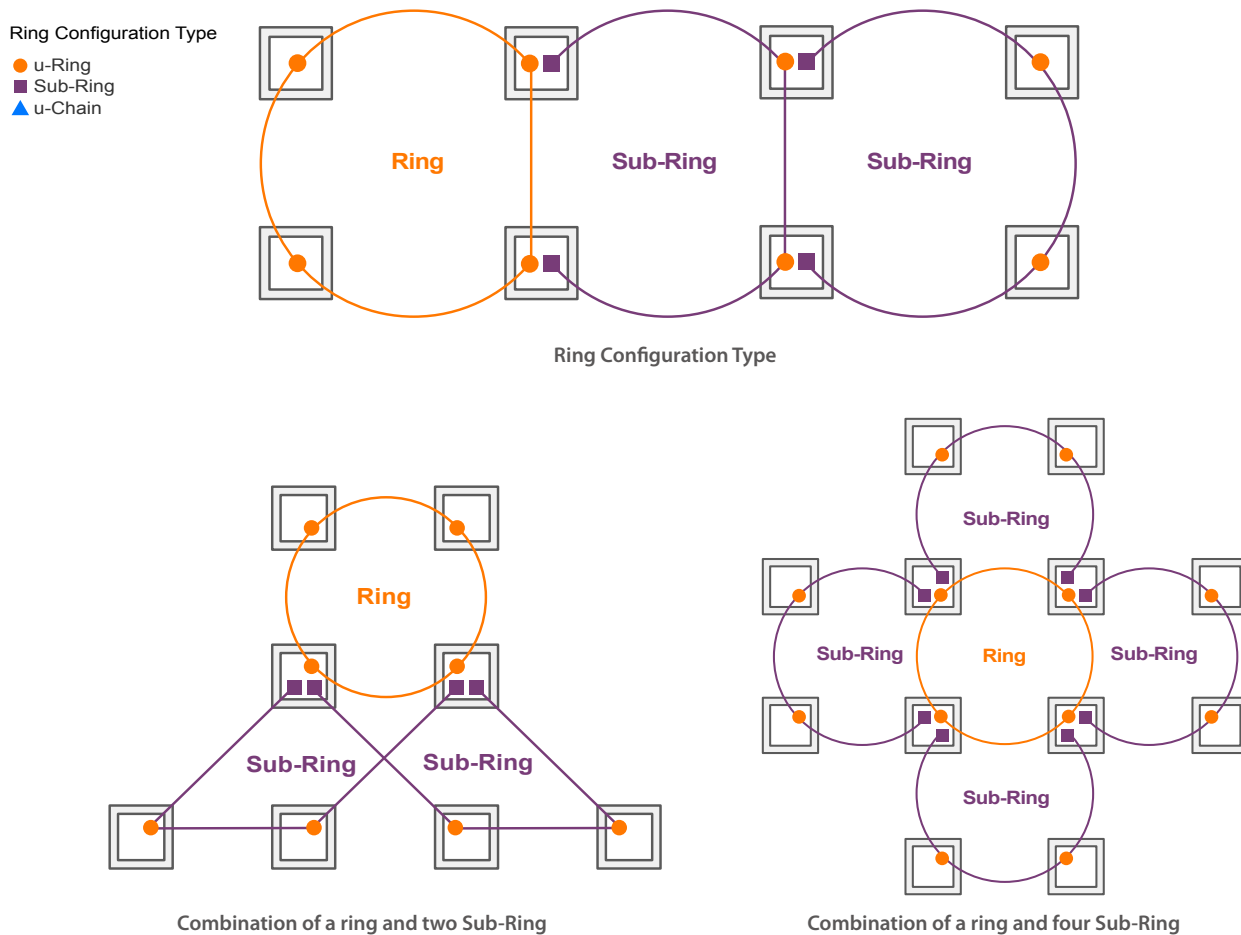 Ring Configuration Type
u-Ring
Sub-Ring
u-Chain
Ring
Sub-Ring
Sub-Ring
Ring Configuration Type
Ring
Sub-Ring
Sub-Ring
Combination of a ring and two Sub-Ring
Sub-Ring
Sub-Ring
Ring
Sub-Ring
Sub-Ring
Combination of a ring and four Sub-Ring